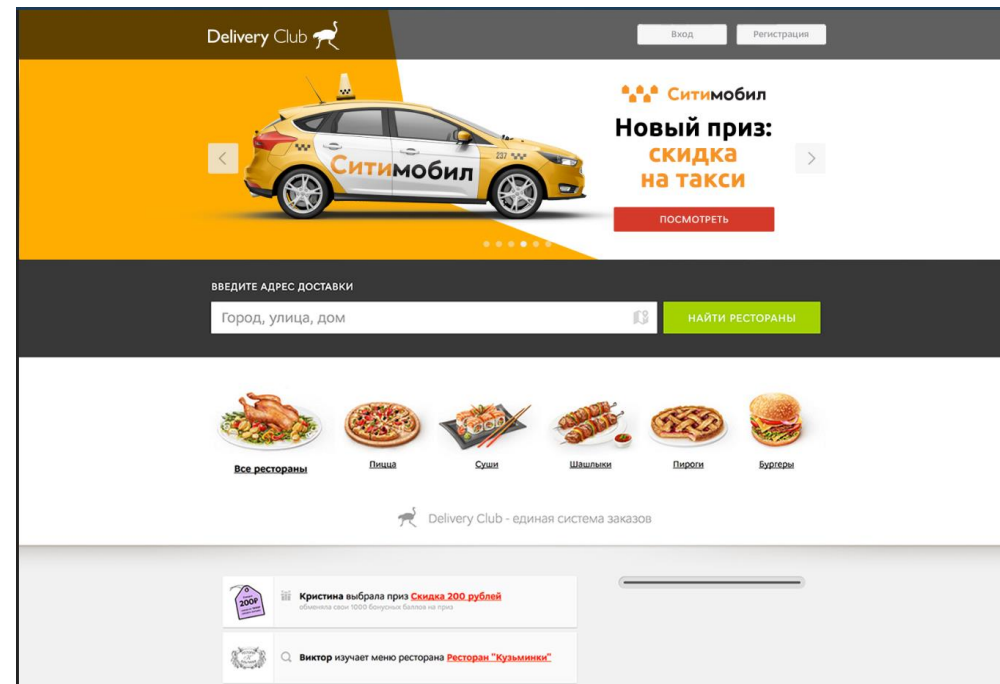 Delivery Club
Вход
Регистрация
Ситимобил
237
Ситимобил
Новый приз:
скидка
на такси
ПОСМОТРЕТЬ
ВВЕДИТЕ АДРЕС ДОСТАВКИ
Город, улица, дом
НАЙТИ РЕСТОРАНЫ
Все рестораны
Пицца
Суши
Шашлыки
Пироги
Бургеры
Delivery Club - единая система заказов
200₽
Кристина выбрала приз Скидка 200 рублей
обменяла свои 1000 бонусных баллов на приз
Виктор изучает меню ресторана Ресторан "Кузьминки"